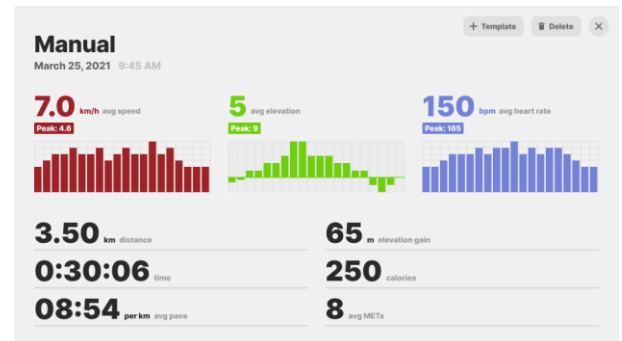 + Template Delete ×
Manual
March 25, 2021 9:45 AM
7.0 km/h avg speed
Peak: 4.6
5 avg elevation
Peak: 9
150 bpm avg heart rate
Peak: 165
3.50 km distance
65 m elevation gain
0:30:06 time
250 calories
08:54 per km avg pace
8 avg METs